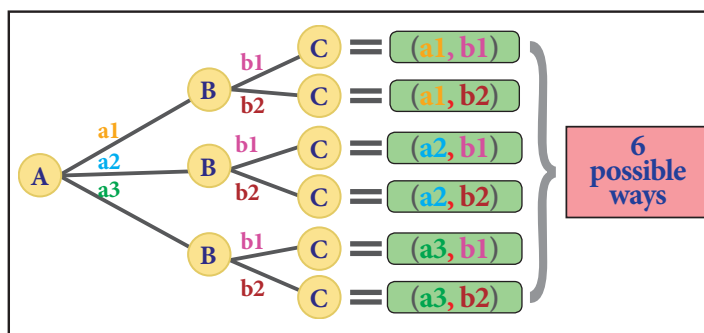 A
a1
a2
a3
B
b1
b2
C = (a1, b1)
C = (a1, b2)
B
b1
b2
C = (a2, b1)
C = (a2, b2)
B
b1
b2
C = (a3, b1)
C = (a3, b2)
6
possible
ways